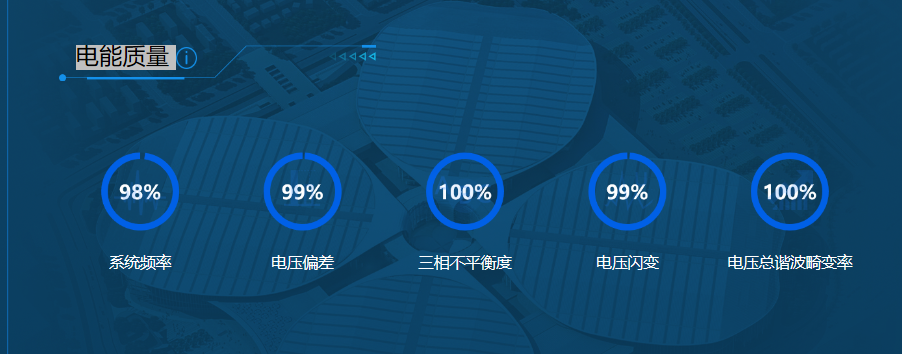 电能质量
98%
99%
100%
99%
100%
系统频率
电压偏差
三相不平衡度
电压闪变
电压总谐波畸变率